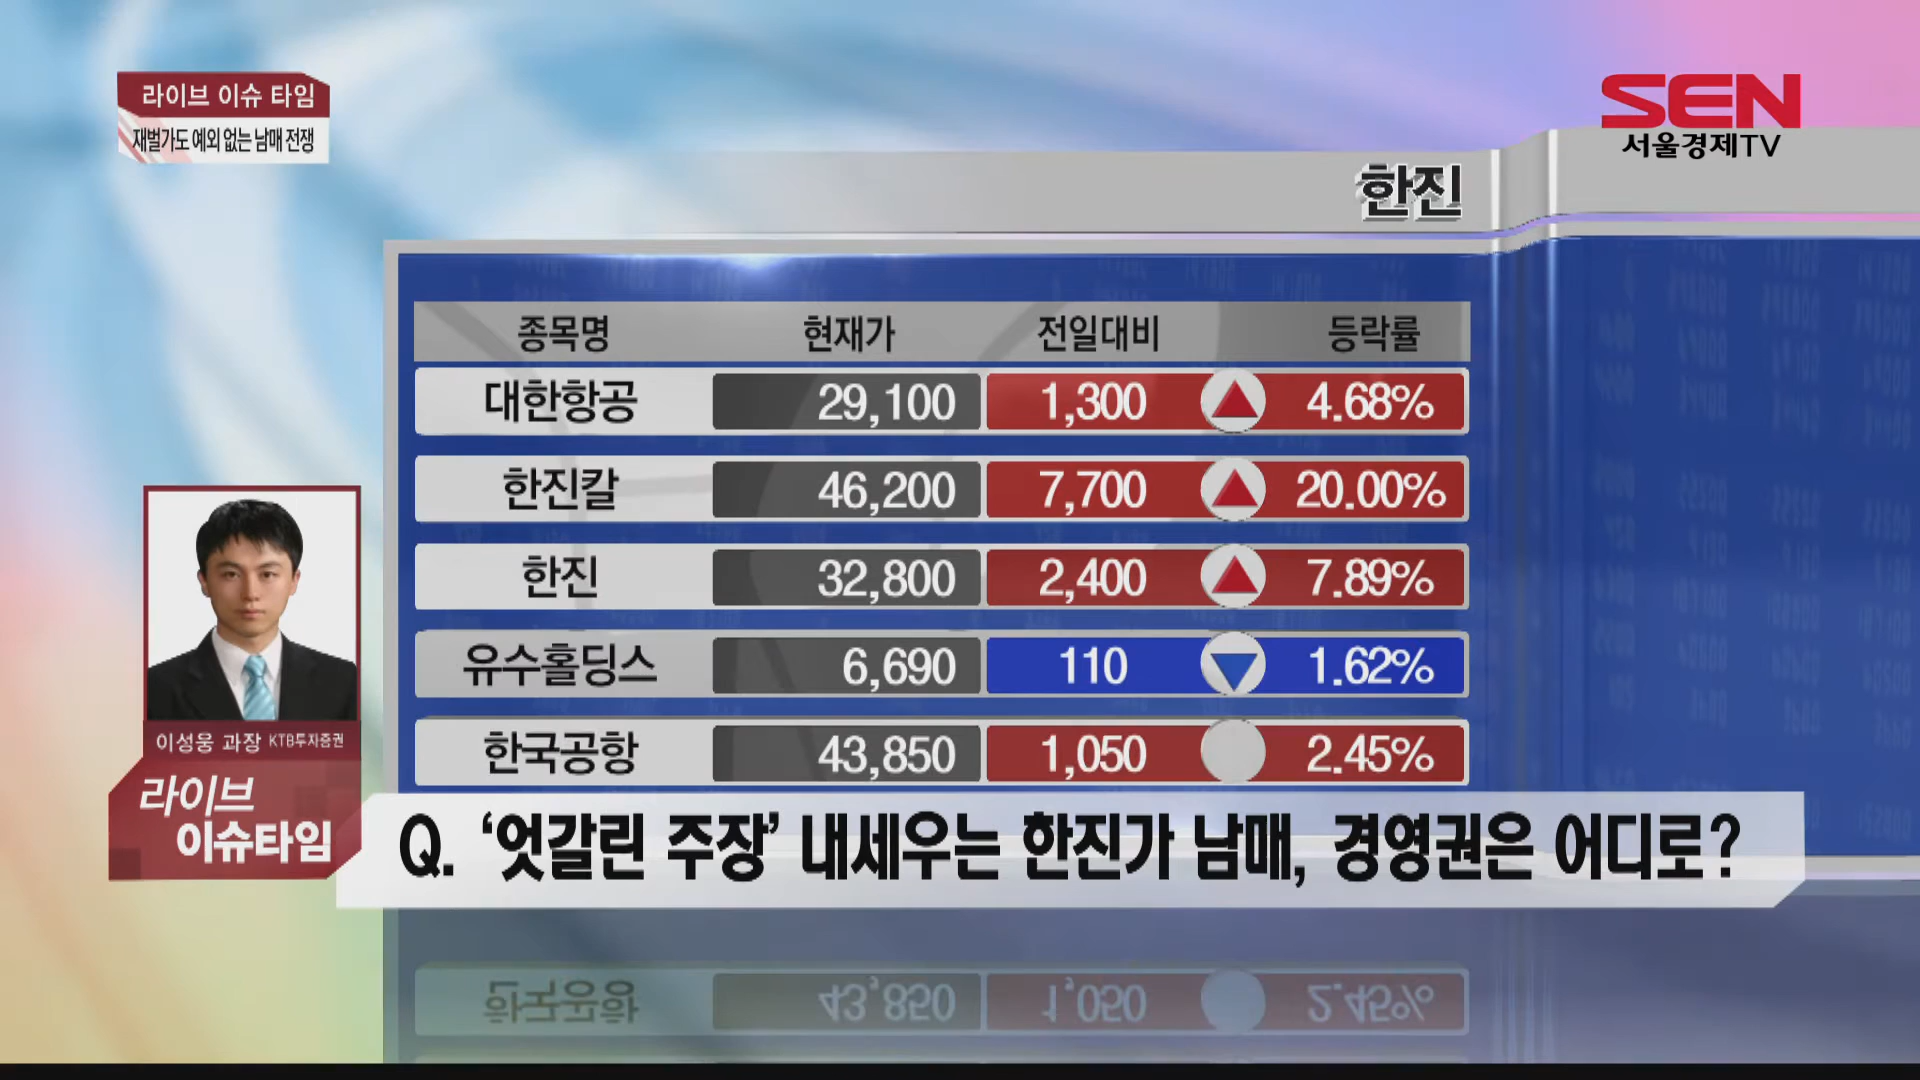 라이브 이슈 타임
재벌가도 예외 없는 남매 전쟁
SEN
서울경제TV
한진
종목명 현재가 전일대비 등락률
대한항공 29,100 1,300 4.68%
한진칼 46,200 7,700 20.00%
한진 32,800 2,400 7.89%
유수홀딩스 6,690 110 1.62%
한국공항 43,850 1,050 2.45%
이성웅 과장 KTB투자증권
라이브
이슈타임
Q. ‘엇갈린 주장’ 내세우는 한진가 남매, 경영권은 어디로?